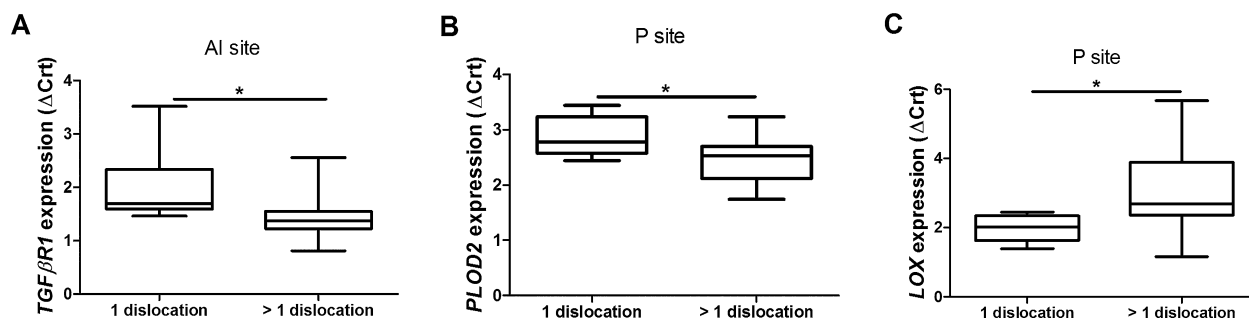 A
AI site
TGFβR1 expression (ΔCrt)
4
3
2
1
0
*
1 dislocation
> 1 dislocation
B
P site
PLOD2 expression (ΔCrt)
4
3
2
1
0
*
1 dislocation
> 1 dislocation
C
P site
LOX expression (ΔCrt)
6
4
2
0
*
1 dislocation
> 1 dislocation